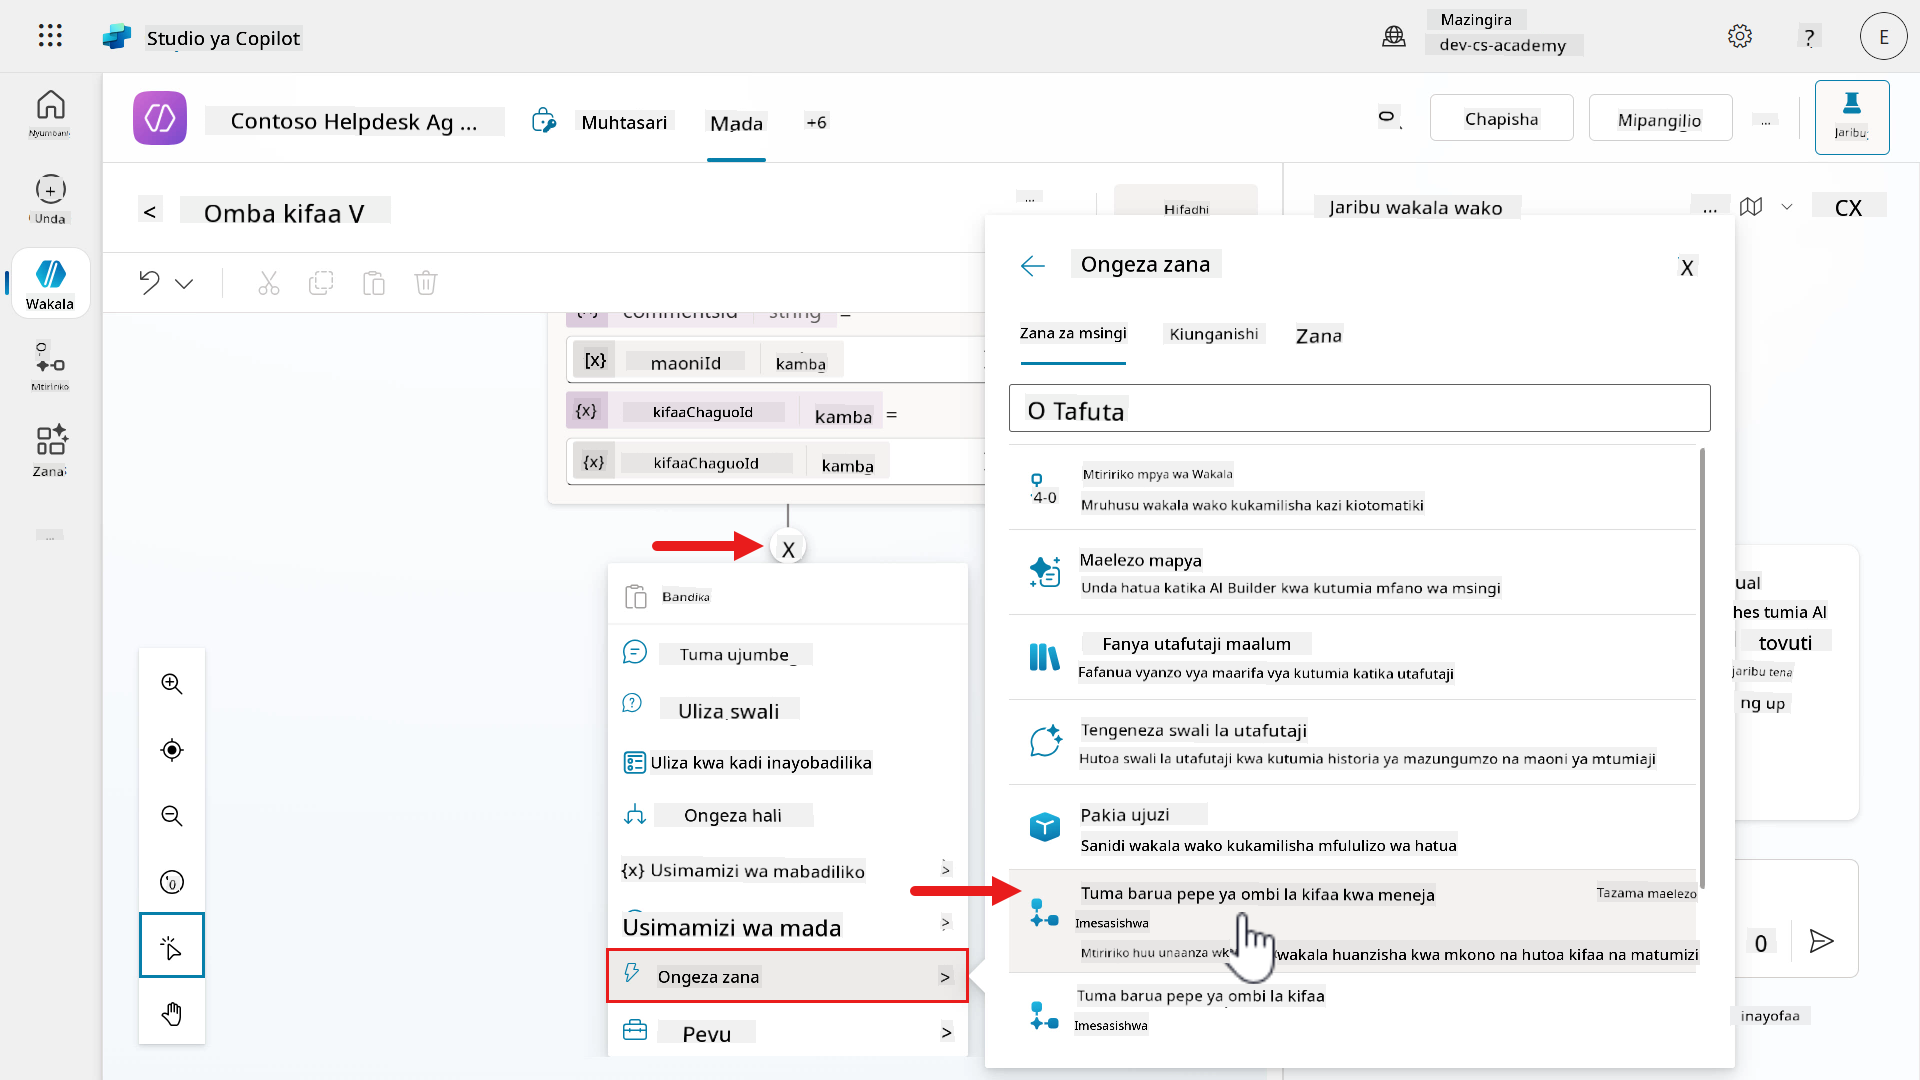 Studio ya Copilot
Mazingira
dev-cs-academy
?
E
Nyumbani
Unda
Wakala
Mtiririko
Zana
Contoso Helpdesk Ag ...
Muhtasari
Mada
+6
Chapisha
Mipangilio
...
Jaribu
<
Omba kifaa V
...
Hifadhi
Jaribu wakala wako
...
CX
commentsId
string
=
[x]
maoniId
kamba
{x}
kifaaChaguoId
kamba
=
{x}
kifaaChaguoId
kamba
X
Bandika
Tuma ujumbe
Uliza swali
Uliza kwa kadi inayobadilika
Ongeza hali
{x} Usimamizi wa mabadiliko
>
Usimamizi wa mada
>
Ongeza zana
>
Pevu
>
Ongeza zana
X
Zana za msingi
Kiunganishi
Zana
O Tafuta
Mtiririko mpya wa Wakala
Mruhusu wakala wako kukamilisha kazi kiotomatiki
Maelezo mapya
Unda hatua katika AI Builder kwa kutumia mfano wa msingi
Fanya utafutaji maalum
Fafanua vyanzo vya maarifa vya kutumia katika utafutaji
Tengeneza swali la utafutaji
Hutoa swali la utafutaji kwa kutumia historia ya mazungumzo na maoni ya mtumiaji
Pakia ujuzi
Sanidi wakala wako kukamilisha mfululizo wa hatua
Tuma barua pepe ya ombi la kifaa kwa meneja
Tazama maelezo
Imesasishwa
Mtiririko huu unaanza wk wakala huanzisha kwa mkono na hutoa kifaa na matumizi
Tuma barua pepe ya ombi la kifaa
Imesasishwa
ual
hes tumia AI
tovuti
jaribu tena
ng up
0
inayofaa